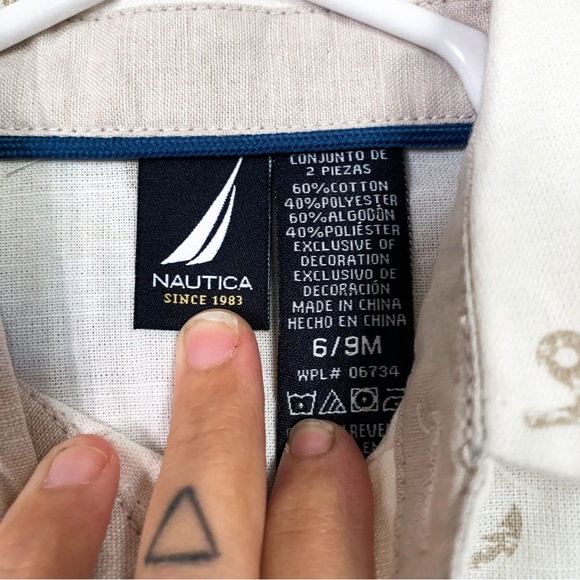 NAUTICA
SINCE 1983
CONJUNTO DE
2 PIEZAS
60%COTTON
40%POLYESTER
60%ALGODÓN
40%POLIÉSTER
EXCLUSIVE OF
DECORATION
EXCLUSIVO DE
DECORACIÓN
MADE IN CHINA
HECHO EN CHINA
6/9M
WPL# 06734